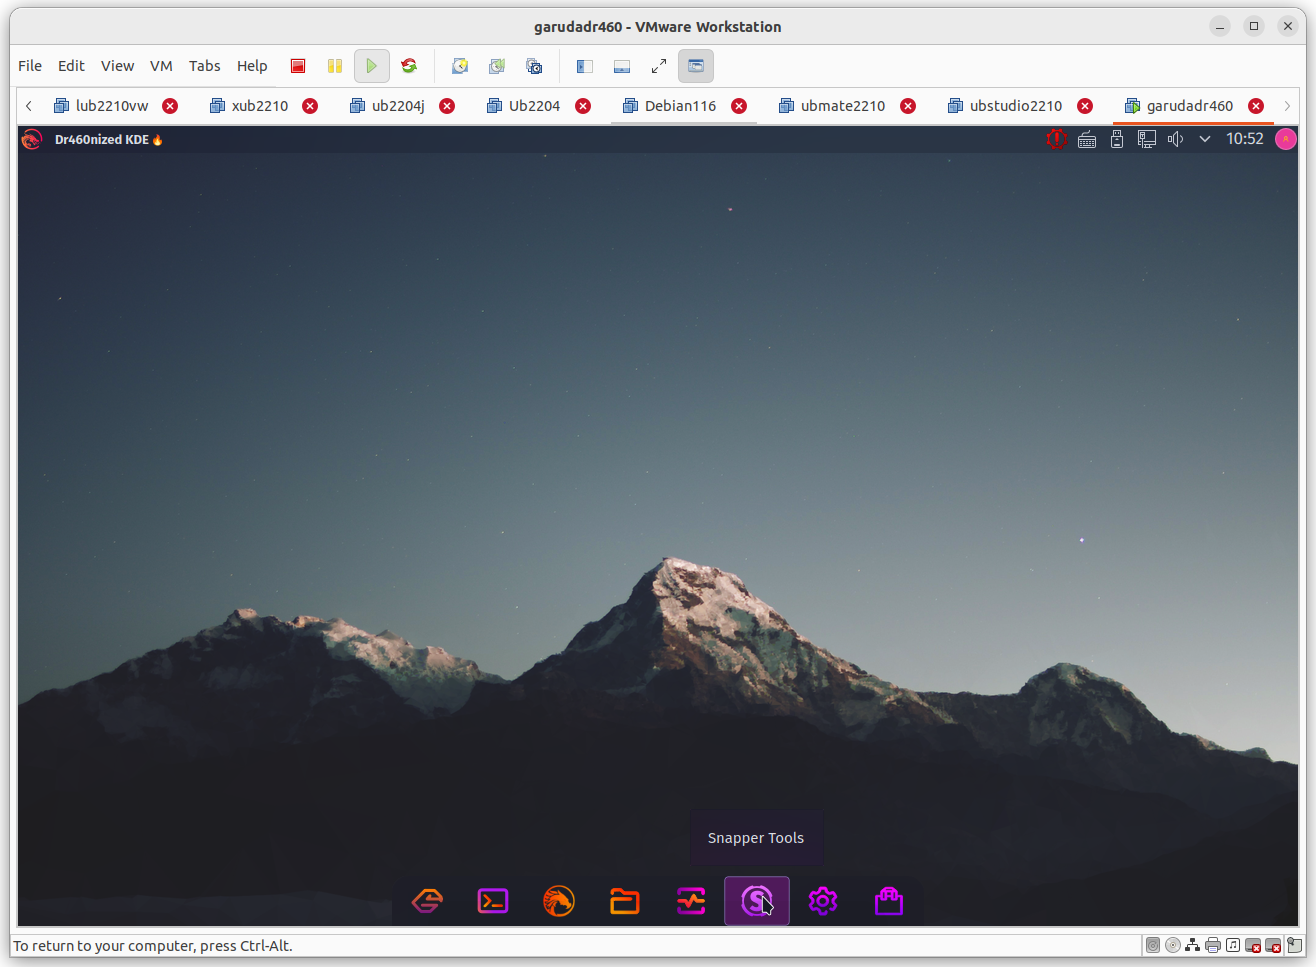 garudadr460 - VMware Workstation
File Edit View VM Tabs Help
lub2210vw xub2210 ub2204j Ub2204 Debian116 ubmate2210 ubstudio2210 garudadr460
Dr460nized KDE🔥 10:52
Snapper Tools
To return to your computer, press Ctrl-Alt.